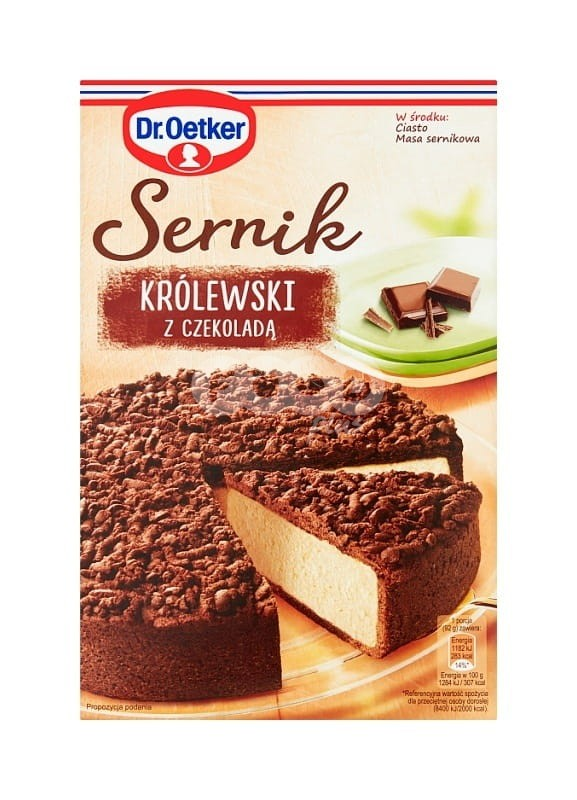 Dr.Oetker
W środku:
Ciasto
Masa sernikowa
Sernik
KRÓLEWSKI
Z CZEKOLADĄ
1 porcja
(92 g) zawiera:
Energia
1182 kJ
283 kcal
14%*
Energia w 100 g
1284 kJ / 307 kcal
*Referencyjna wartość spożycia
dla przeciętnej osoby dorosłej
(8400 kJ/2000 kcal).
Propozycja podania